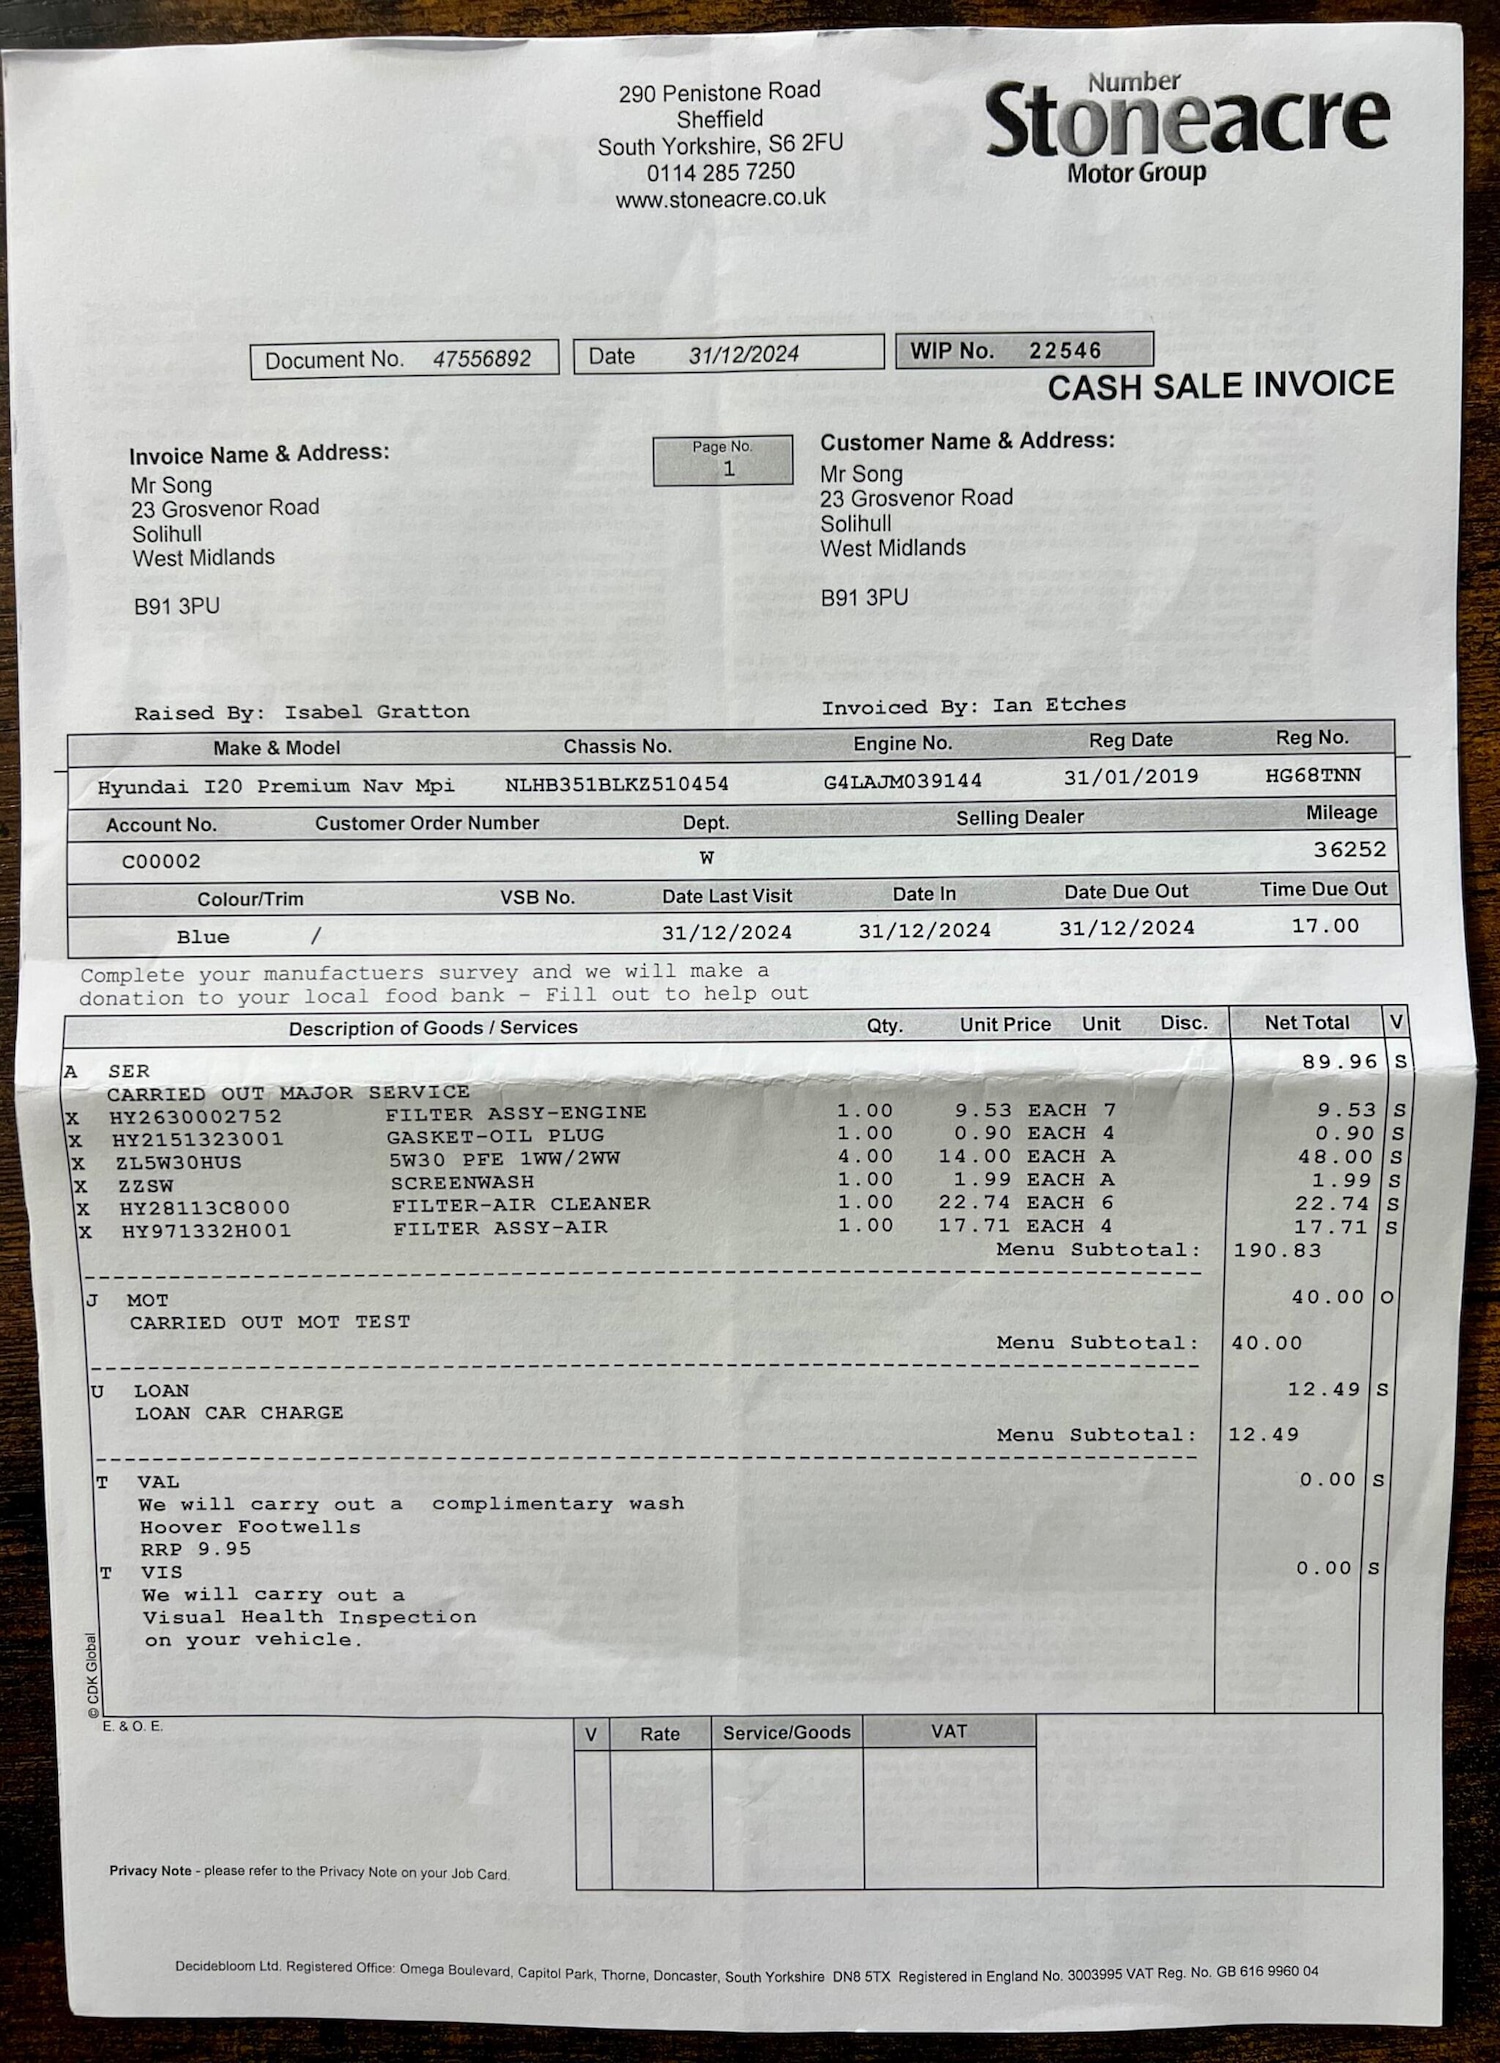 290 Penistone Road
Sheffield
South Yorkshire, S6 2FU
0114 285 7250
www.stoneacre.co.uk
Number
Stoneacre
Motor Group
Document No. 47556892 Date 31/12/2024 WIP No. 22546
CASH SALE INVOICE
Invoice Name & Address:
Mr Song
23 Grosvenor Road
Solihull
West Midlands
B91 3PU
Page No.
1
Customer Name & Address:
Mr Song
23 Grosvenor Road
Solihull
West Midlands
B91 3PU
Raised By: Isabel Gratton Invoiced By: Ian Etches
Make & Model Chassis No. Engine No. Reg Date Reg No.
Hyundai I20 Premium Nav Mpi NLHB351BLKZ510454 G4LAJM039144 31/01/2019 HG68TNN
Account No. Customer Order Number Dept. Selling Dealer Mileage
C00002 W 36252
Colour/Trim VSB No. Date Last Visit Date In Date Due Out Time Due Out
Blue / 31/12/2024 31/12/2024 31/12/2024 17.00
Complete your manufactuers survey and we will make a
donation to your local food bank - Fill out to help out
Description of Goods / Services Qty. Unit Price Unit Disc. Net Total V
A SER 89.96 S
CARRIED OUT MAJOR SERVICE
X HY2630002752 FILTER ASSY-ENGINE 1.00 9.53 EACH 7 9.53 S
X HY2151323001 GASKET-OIL PLUG 1.00 0.90 EACH 4 0.90 S
X ZL5W30HUS 5W30 PFE 1WW/2WW 4.00 14.00 EACH A 48.00 S
X ZZSW SCREENWASH 1.00 1.99 EACH A 1.99 S
X HY28113C8000 FILTER-AIR CLEANER 1.00 22.74 EACH 6 22.74 S
X HY971332H001 FILTER ASSY-AIR 1.00 17.71 EACH 4 17.71 S
Menu Subtotal: 190.83
J MOT 40.00 O
CARRIED OUT MOT TEST
Menu Subtotal: 40.00
U LOAN 12.49 S
LOAN CAR CHARGE
Menu Subtotal: 12.49
T VAL 0.00 S
We will carry out a complimentary wash
Hoover Footwells
RRP 9.95
T VIS 0.00 S
We will carry out a
Visual Health Inspection
on your vehicle.
© CDK Global
E. & O. E.
V Rate Service/Goods VAT
Privacy Note - please refer to the Privacy Note on your Job Card.
Decidebloom Ltd. Registered Office: Omega Boulevard, Capitol Park, Thorne, Doncaster, South Yorkshire DN8 5TX Registered in England No. 3003995 VAT Reg. No. GB 616 9960 04